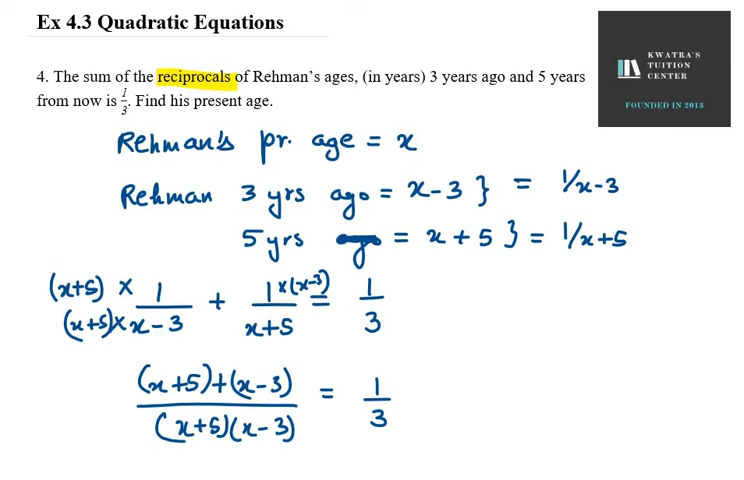 Ex 4.3 Quadratic Equations
KWATRA'S
TUITION
CENTER
FOUNDED IN 2013
4. The sum of the reciprocals of Rehman's ages, (in years) 3 years ago and 5 years
from now is 1/3. Find his present age.
Rehman's pr. age = x
Rehman 3 yrs ago = x-3 } = 1/x-3
5 yrs = x+5 } = 1/x+5
(x+5) × 1 / (x+5) × x-3 + 1 × (x-3) / x+5 = 1/3
(x+5)+(x-3) / (x+5)(x-3) = 1/3